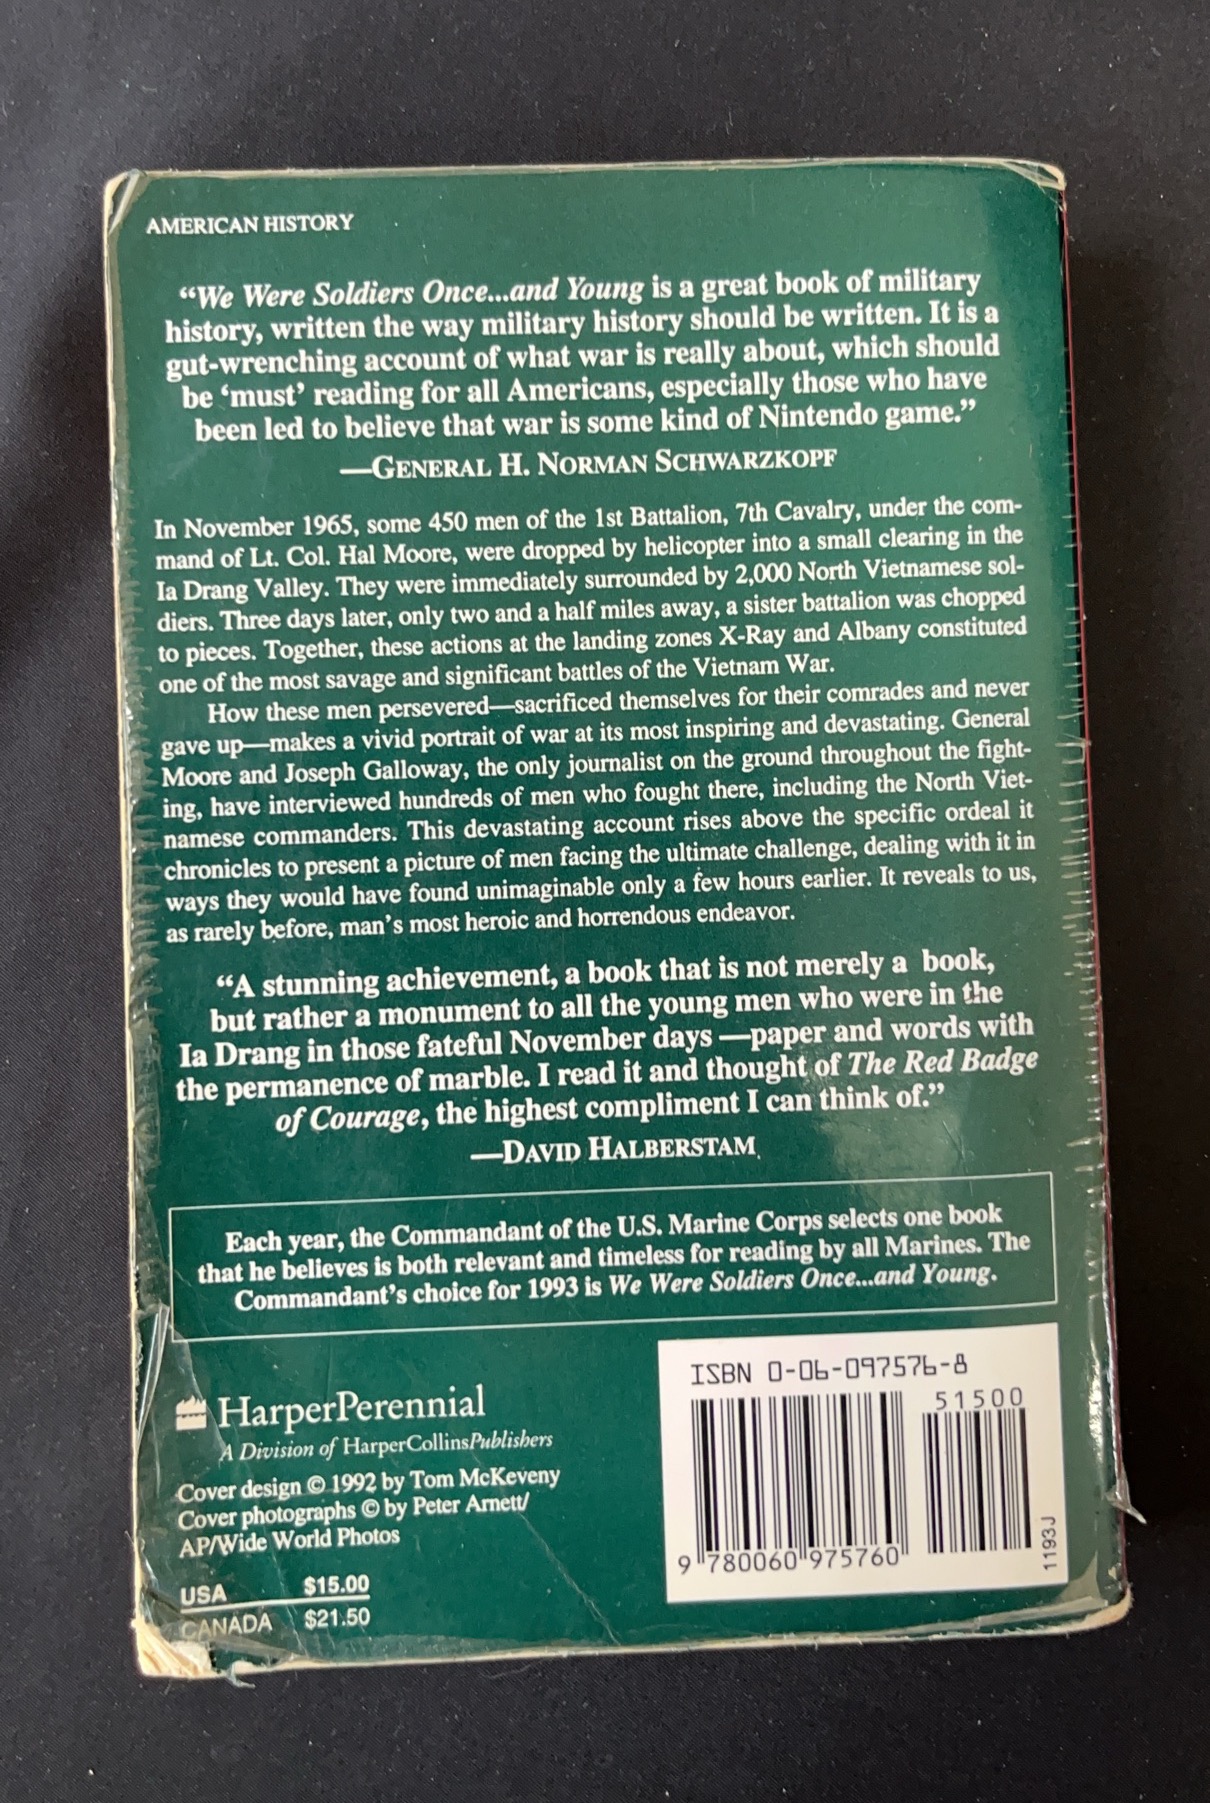 AMERICAN HISTORY
“We Were Soldiers Once...and Young is a great book of military
history, written the way military history should be written. It is a
gut-wrenching account of what war is really about, which should
be ‘must’ reading for all Americans, especially those who have
been led to believe that war is some kind of Nintendo game.”
—GENERAL H. NORMAN SCHWARZKOPF
In November 1965, some 450 men of the 1st Battalion, 7th Cavalry, under the com-
mand of Lt. Col. Hal Moore, were dropped by helicopter into a small clearing in the
Ia Drang Valley. They were immediately surrounded by 2,000 North Vietnamese sol-
diers. Three days later, only two and a half miles away, a sister battalion was chopped
to pieces. Together, these actions at the landing zones X-Ray and Albany constituted
one of the most savage and significant battles of the Vietnam War.
How these men persevered—sacrificed themselves for their comrades and never
gave up—makes a vivid portrait of war at its most inspiring and devastating. General
Moore and Joseph Galloway, the only journalist on the ground throughout the fight-
ing, have interviewed hundreds of men who fought there, including the North Viet-
namese commanders. This devastating account rises above the specific ordeal it
chronicles to present a picture of men facing the ultimate challenge, dealing with it in
ways they would have found unimaginable only a few hours earlier. It reveals to us,
as rarely before, man’s most heroic and horrendous endeavor.
“A stunning achievement, a book that is not merely a book,
but rather a monument to all the young men who were in the
Ia Drang in those fateful November days —paper and words with
the permanence of marble. I read it and thought of The Red Badge
of Courage, the highest compliment I can think of.”
—DAVID HALBERSTAM
Each year, the Commandant of the U.S. Marine Corps selects one book
that he believes is both relevant and timeless for reading by all Marines. The
Commandant’s choice for 1993 is We Were Soldiers Once...and Young.
HarperPerennial
A Division of HarperCollinsPublishers
Cover design © 1992 by Tom McKeveny
Cover photographs © by Peter Arnett/
AP/Wide World Photos
USA $15.00
CANADA $21.50
ISBN 0-06-097576-8
51500
9 780060 975760
1193J